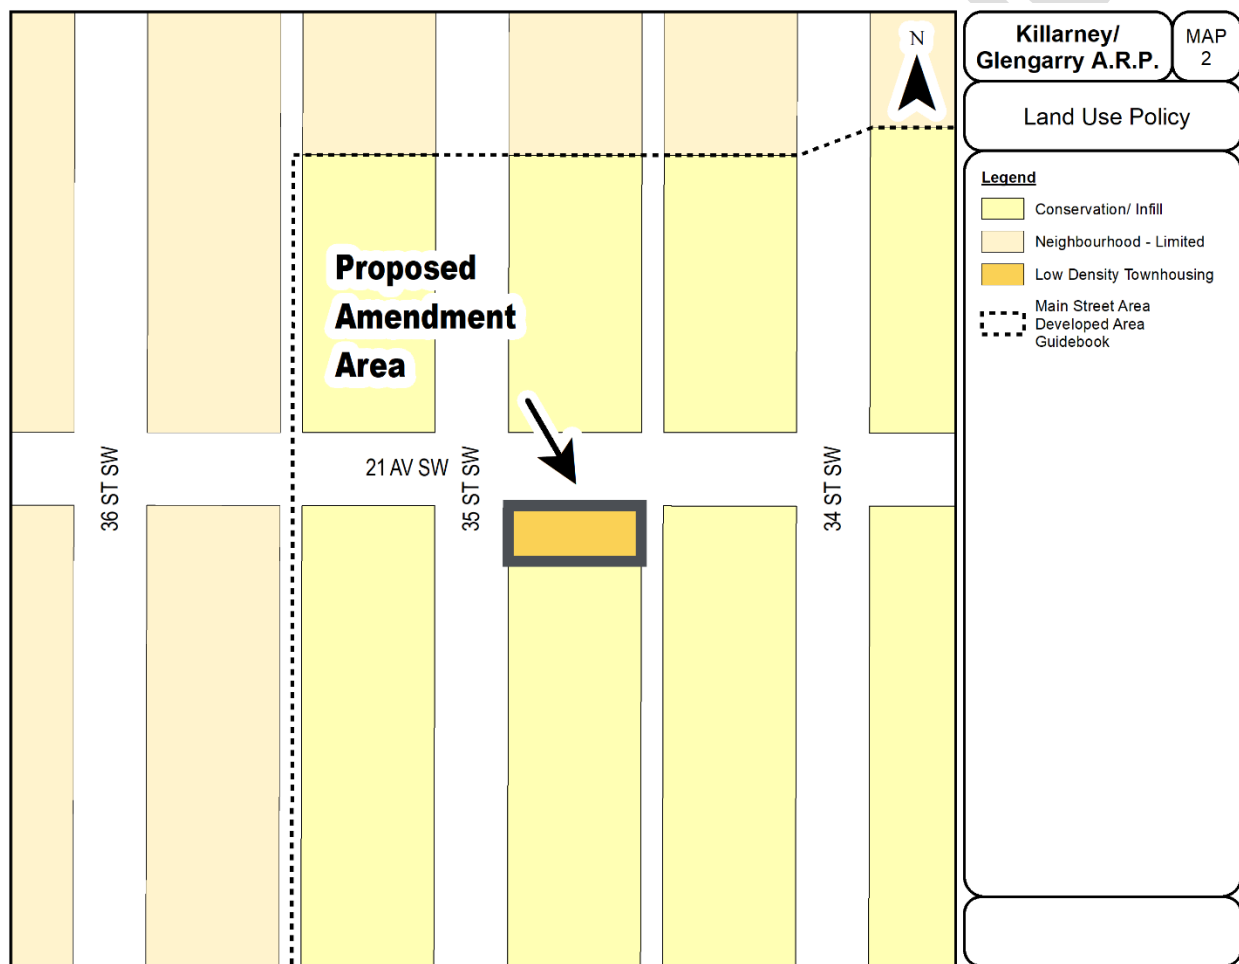 Killarney/
Glengarry A.R.P.
MAP
2
Land Use Policy
Legend
Conservation/ Infill
Neighbourhood - Limited
Low Density Townhousing
Main Street Area
Developed Area
Guidebook
N
Proposed
Amendment
Area
21 AV SW
36 ST SW
35 ST SW
34 ST SW